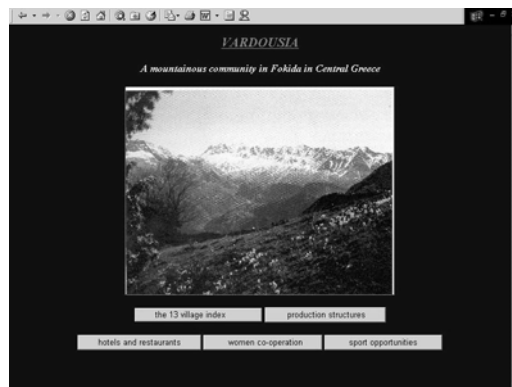 VARDOUSIA
A mountainous community in Fokida in Central Greece
the 13 village index
production structures
hotels and restaurants
women co-operation
sport opportunities